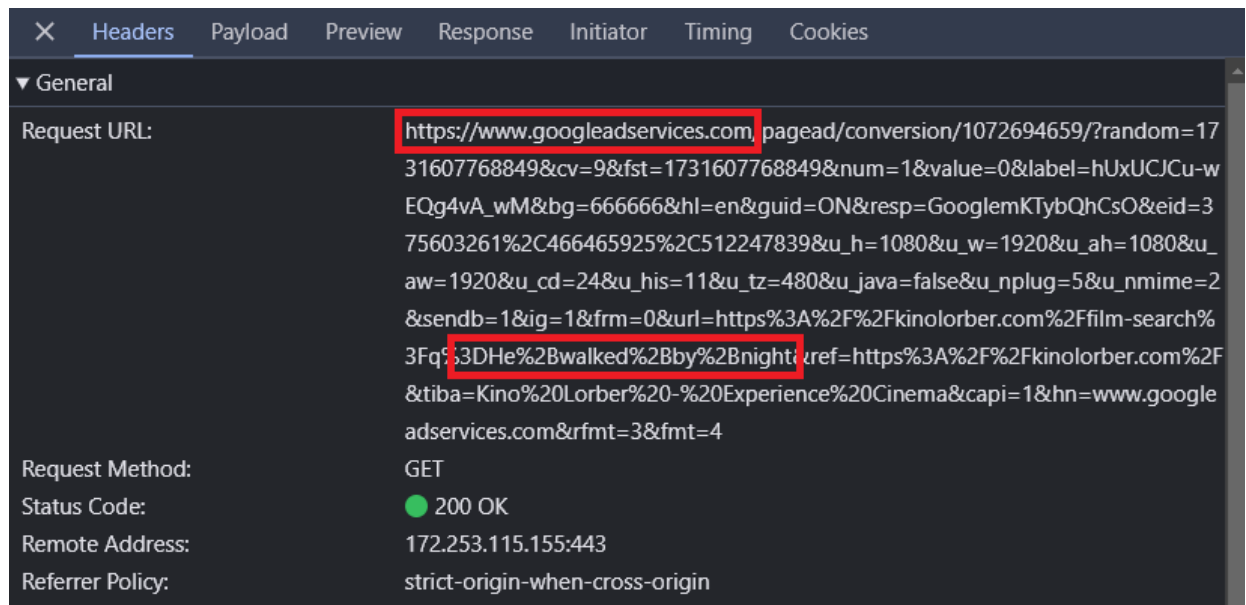 Headers Payload Preview Response Initiator Timing Cookies
General
Request URL: https://www.googleadservices.com/pagead/conversion/1072694659/?random=17
31607768849&cv=9&fst=1731607768849&num=1&value=0&label=hUxUCJCu-w
EQg4vA_wM&bg=666666&hl=en&guid=ON&resp=GooglemKTybQhCsO&eid=3
75603261%2C466465925%2C512247839&u_h=1080&u_w=1920&u_ah=1080&u_
aw=1920&u_cd=24&u_his=11&u_tz=480&u_java=false&u_nplug=5&u_nmime=2
&sendb=1&ig=1&frm=0&url=https%3A%2F%2Fkinolorber.com%2Ffilm-search%
3Fq%3DHe%2Bwalked%2Bby%2Bnight&ref=https%3A%2F%2Fkinolorber.com%2F
&tiba=Kino%20Lorber%20-%20Experience%20Cinema&capi=1&hn=www.google
adservices.com&rfmt=3&fmt=4
Request Method: GET
Status Code: 200 OK
Remote Address: 172.253.115.155:443
Referrer Policy: strict-origin-when-cross-origin